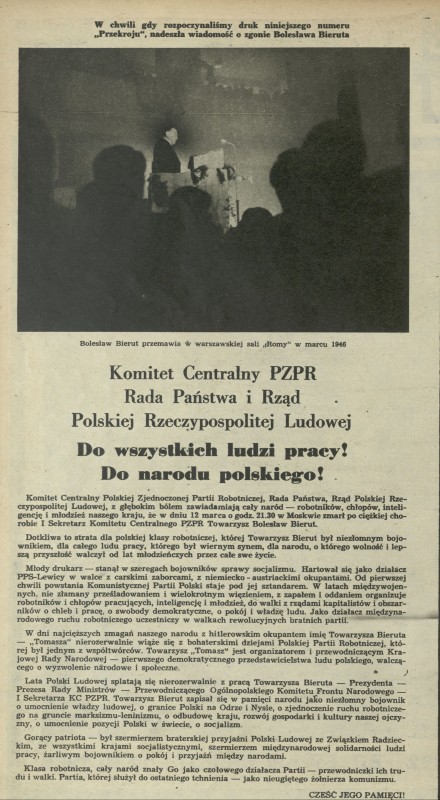 W chwili gdy rozpoczynaliśmy druk niniejszego numeru
„Przekroju", nadeszła wiadomość o zgonie Bolesława Bieruta
Bolesław Bierut przemawia w warszawskiej sali „Romy" w marcu 1946
Komitet Centralny PZPR
Rada Państwa i Rząd
Polskiej Rzeczypospolitej Ludowej
Do wszystkich ludzi pracy!
Do narodu polskiego!
Komitet Centralny Polskiej Zjednoczonej Partii Robotniczej, Rada Państwa, Rząd Polskiej Rze-
czypospolitej Ludowej, z głębokim bólem zawiadamiają cały naród — robotników, chłopów, inteli-
gencję i młodzież naszego kraju, że w dniu 12 marca o godz. 21.30 w Moskwie zmarł po ciężkiej cho-
robie I Sekretarz Komitetu Centralnego PZPR Towarzysz Bolesław Bierut.
Dotkliwa to strata dla polskiej klasy robotniczej, której Towarzysz Bierut był niezłomnym bojo-
wnikiem, dla całego ludu pracy, którego był wiernym synem, dla narodu, o którego wolność i lep-
szą przyszłość walczył od lat młodzieńczych przez całe swe życie.
Młody drukarz — stanął w szeregach bojowników sprawy socjalizmu. Hartował się jako działacz
PPS-Lewicy w walce z carskimi zaborcami, z niemiecko - austriackimi okupantami. Od pierwszej
chwili powstania Komunistycznej Partii Polski staje pod jej sztandarem. W latach międzywojen-
nych, nie złamany prześladowaniem i wielokrotnym więzieniem, z zapałem i oddaniem organizuje
robotników i chłopów pracujących, inteligencję i młodzież, do walki z rządami kapitalistów i obszar-
ników o chleb i pracę, o swobody demokratyczne, o pokój i władzę ludu. Jako działacz międzyna-
rodowego ruchu robotniczego uczestniczy w walkach rewolucyjnych bratnich partii.
W dni najcięższych zmagań naszego narodu z hitlerowskim okupantem imię Towarzysza Bieruta
— „Tomasza" nierozerwalnie wiąże się z bohaterskimi dziejami Polskiej Partii Robotniczej, któ-
rej był jednym z współtwórców. Towarzysz „Tomasz" jest organizatorem i przewodniczącym Kra-
jowej Rady Narodowej — pierwszego demokratycznego przedstawicielstwa ludu polskiego, walczą-
cego o wyzwolenie narodowe i społeczne.
Lata Polski Ludowej splatają się nierozerwalnie z pracą Towarzysza Bieruta — Prezydenta —
Prezesa Rady Ministrów — Przewodniczącego Ogólnopolskiego Komitetu Frontu Narodowego —
I Sekretarza KC PZPR. Towarzysz Bierut zapisał się w pamięci narodu jako niezłomny bojownik
o umocnienie władzy ludowej, o granice Polski na Odrze i Nysie, o zjednoczenie ruchu robotnicze-
go na gruncie marksizmu-leninizmu, o odbudowę kraju, rozwój gospodarki i kultury naszej ojczy-
zny, o umocnienie pozycji Polski w świecie, o socjalizm.
Gorący patriota — był szermierzem braterskiej przyjaźni Polski Ludowej ze Związkiem Radziec-
kim, ze wszystkimi krajami socjalistycznymi, szermierzem międzynarodowej solidarności ludzi
pracy, żarliwym bojownikiem o pokój i przyjaźń między narodami.
Klasa robotnicza, cały naród znały Go jako czołowego działacza Partii — przewodniczki ich tru-
du i walki. Partia, której służył do ostatniego tchnienia — jako nieugiętego żołnierza komunizmu.
CZEŚĆ JEGO PAMIĘCI!